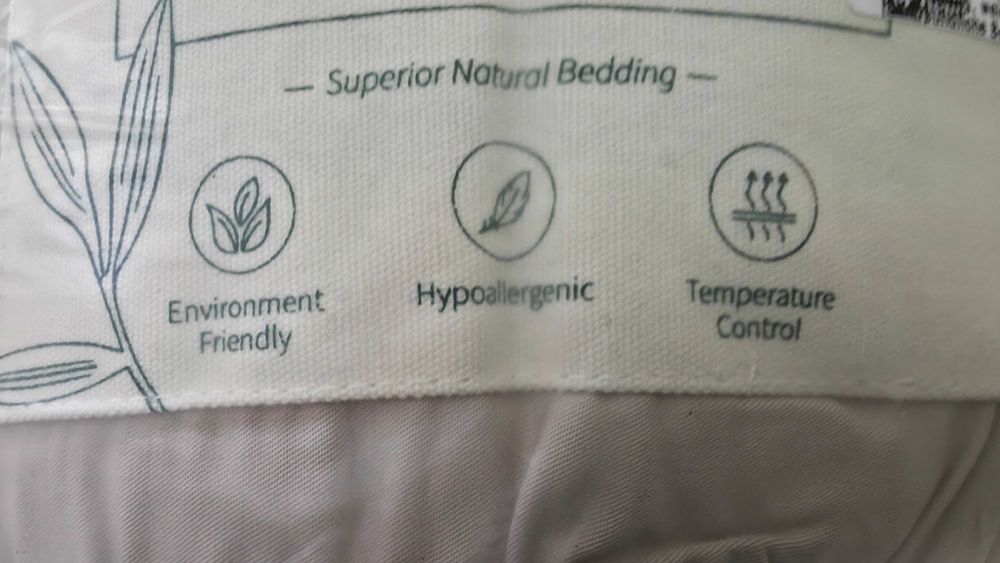 — Superior Natural Bedding —
Environment
Friendly
Hypoallergenic
Temperature
Control